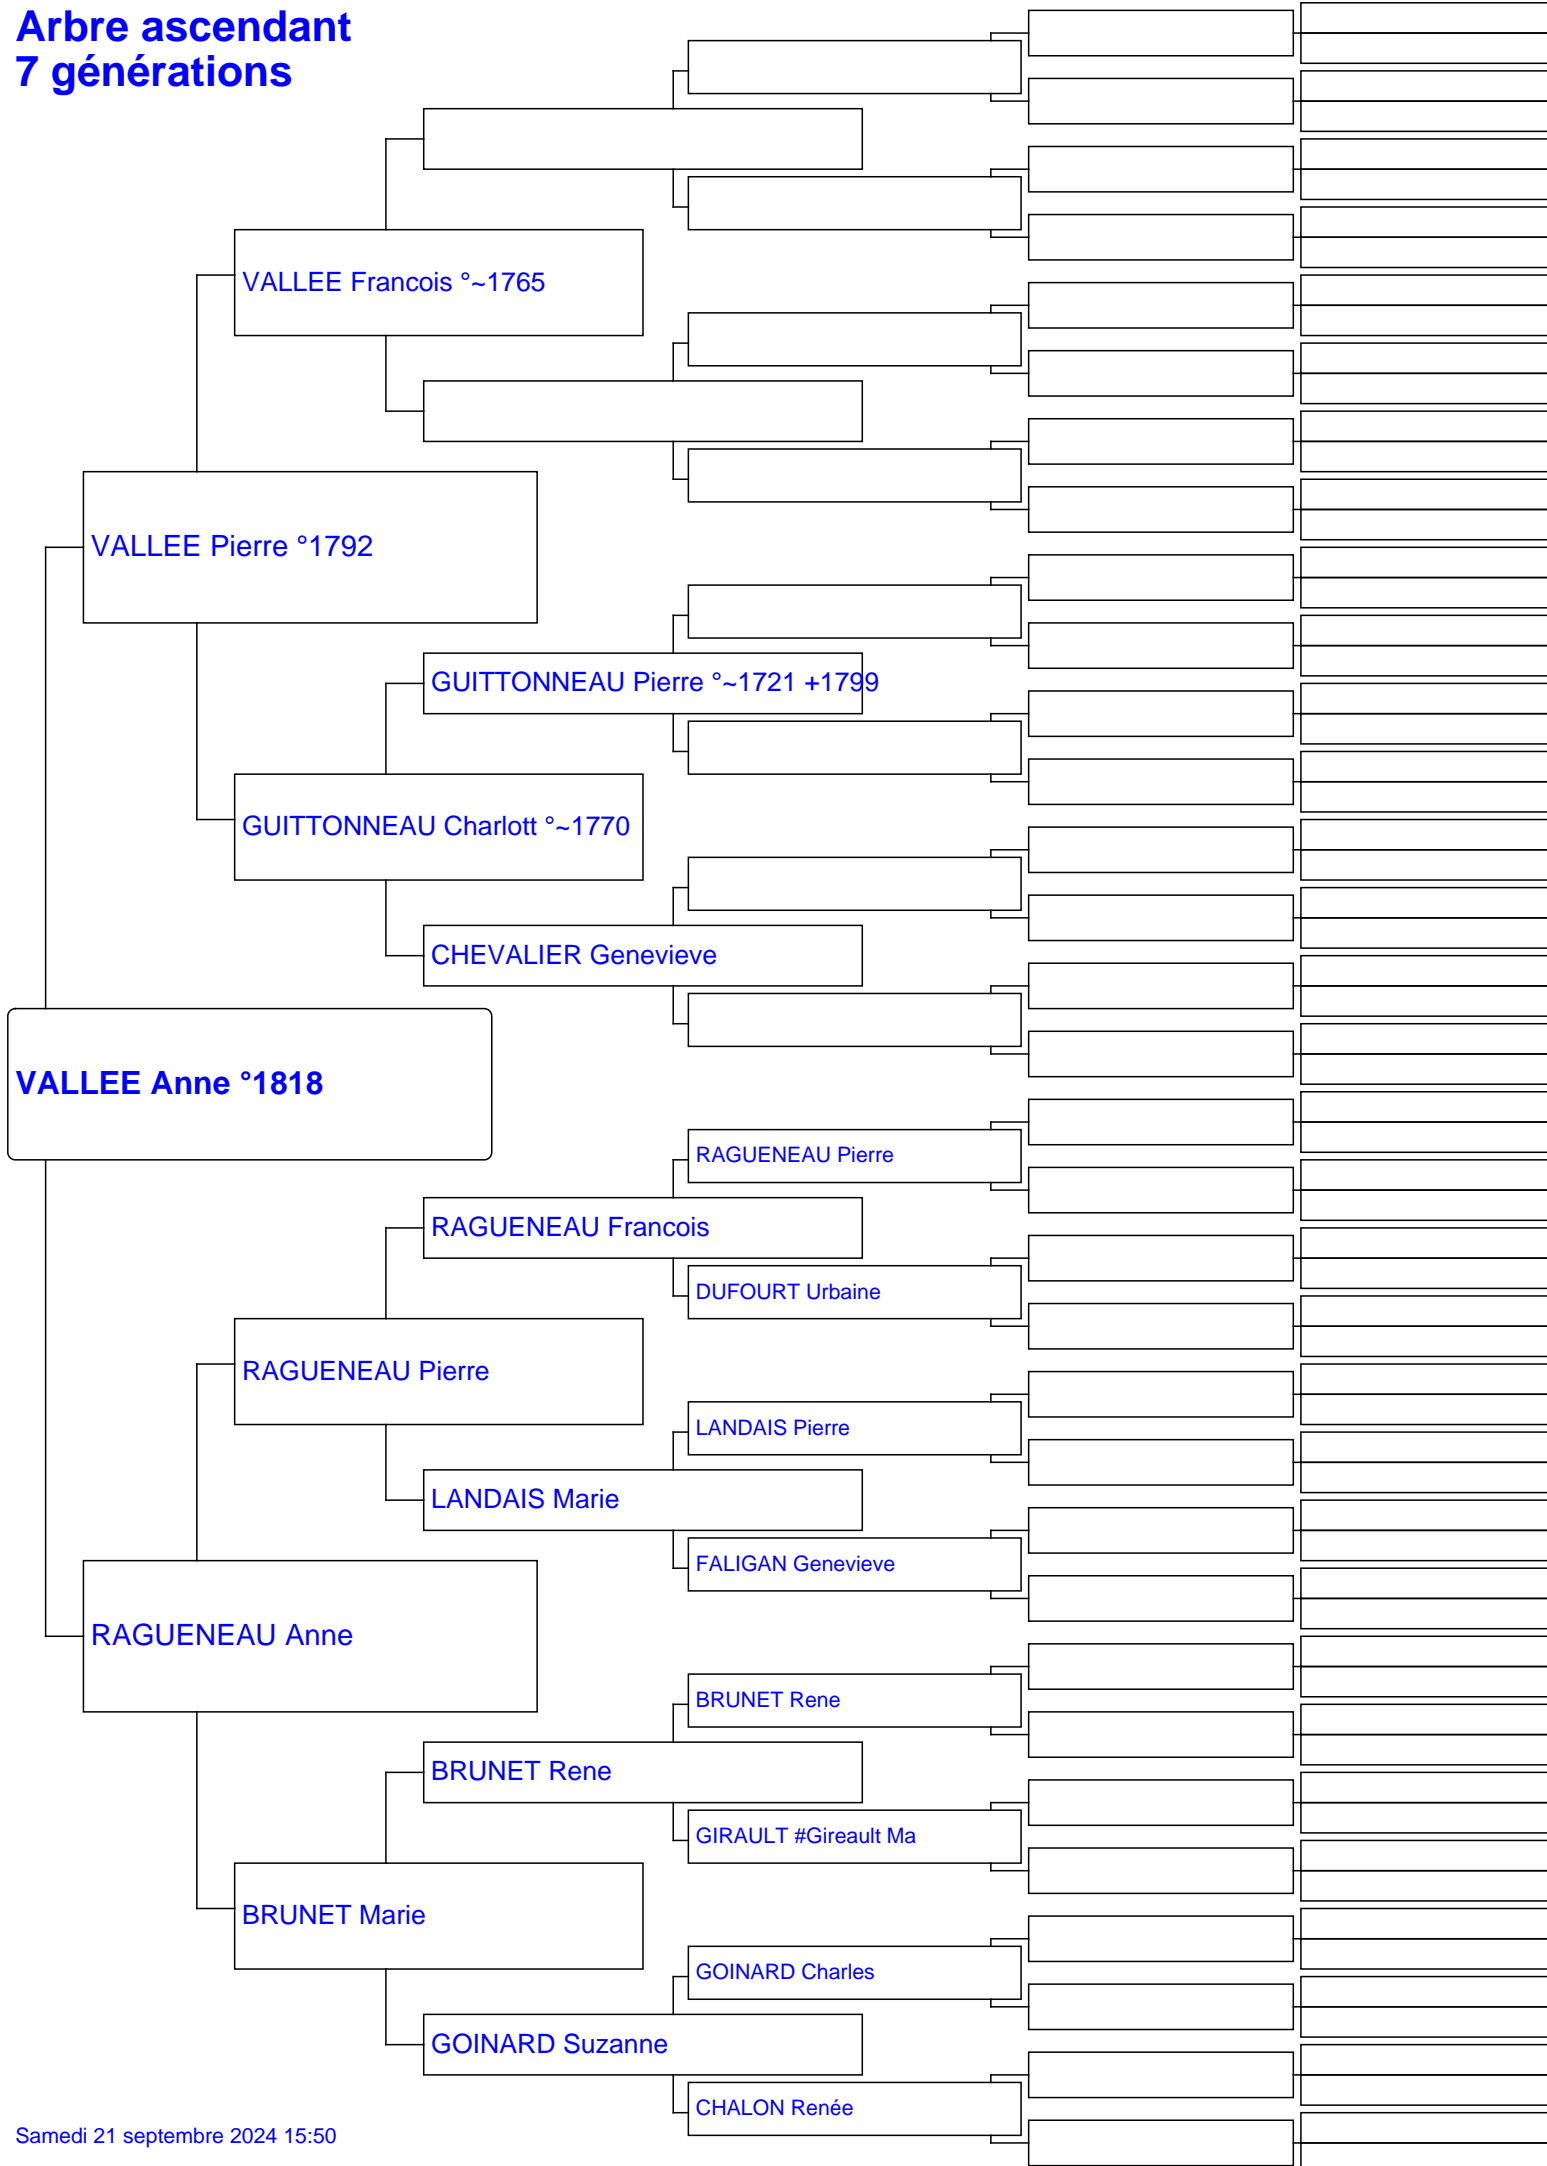 Arbre ascendant
7 générations
VALLEE Francois °~1765
VALLEE Pierre °1792
GUITTONNEAU Pierre °~1721 +1799
GUITTONNEAU Charlott °~1770
CHEVALIER Genevieve
VALLEE Anne °1818
RAGUENEAU Pierre
RAGUENEAU Francois
DUFOURT Urbaine
RAGUENEAU Pierre
LANDAIS Pierre
LANDAIS Marie
FALIGAN Genevieve
RAGUENEAU Anne
BRUNET Rene
BRUNET Rene
GIRAULT #Gireault Ma
BRUNET Marie
GOINARD Charles
GOINARD Suzanne
CHALON Renée
Samedi 21 septembre 2024 15:50